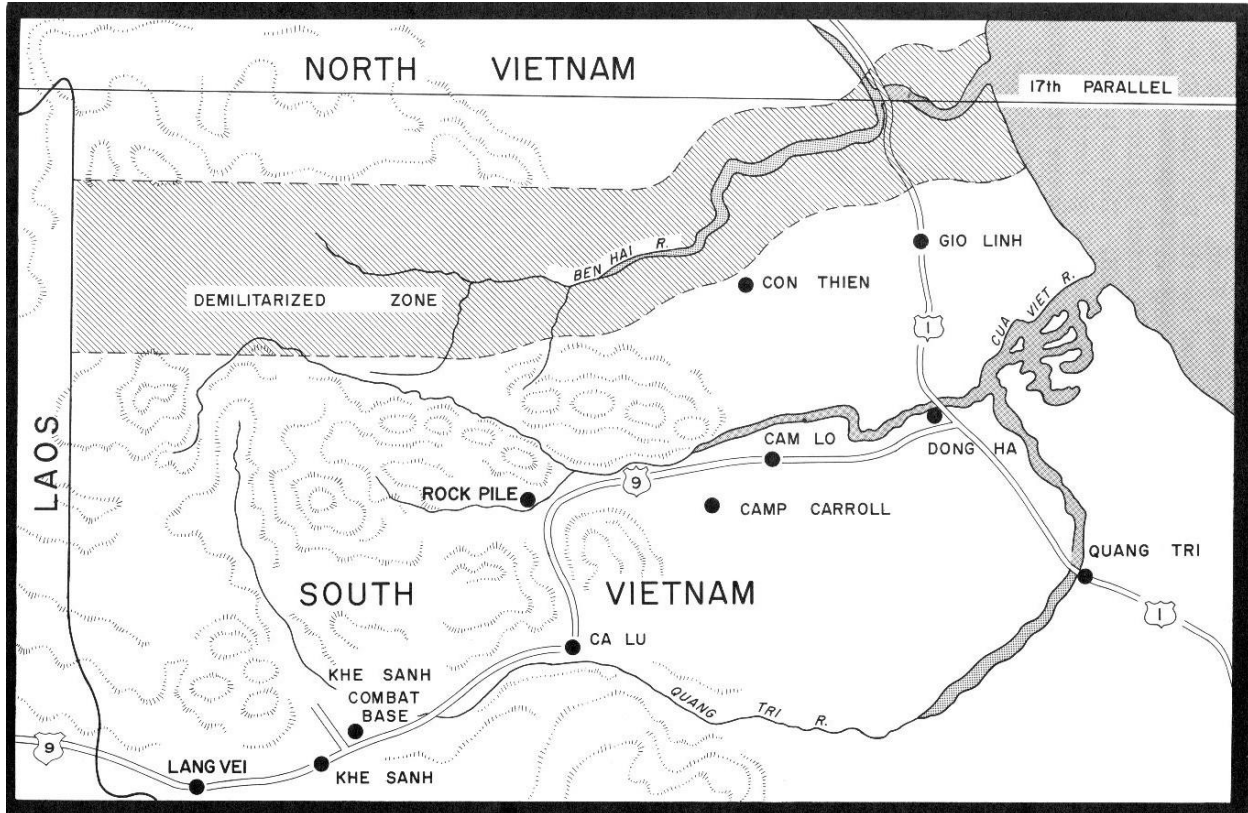 NORTH VIETNAM
17th PARALLEL
GIO LINH
BEN HAI R.
CON THIEN
DEMILITARIZED ZONE
CUA VIET R.
1
LAOS
CAM LO
DONG HA
9
ROCK PILE
CAMP CARROLL
QUANG TRI
SOUTH VIETNAM
1
CA LU
KHE SANH
COMBAT
BASE
QUANG TRI R.
9
LANG VEI
KHE SANH